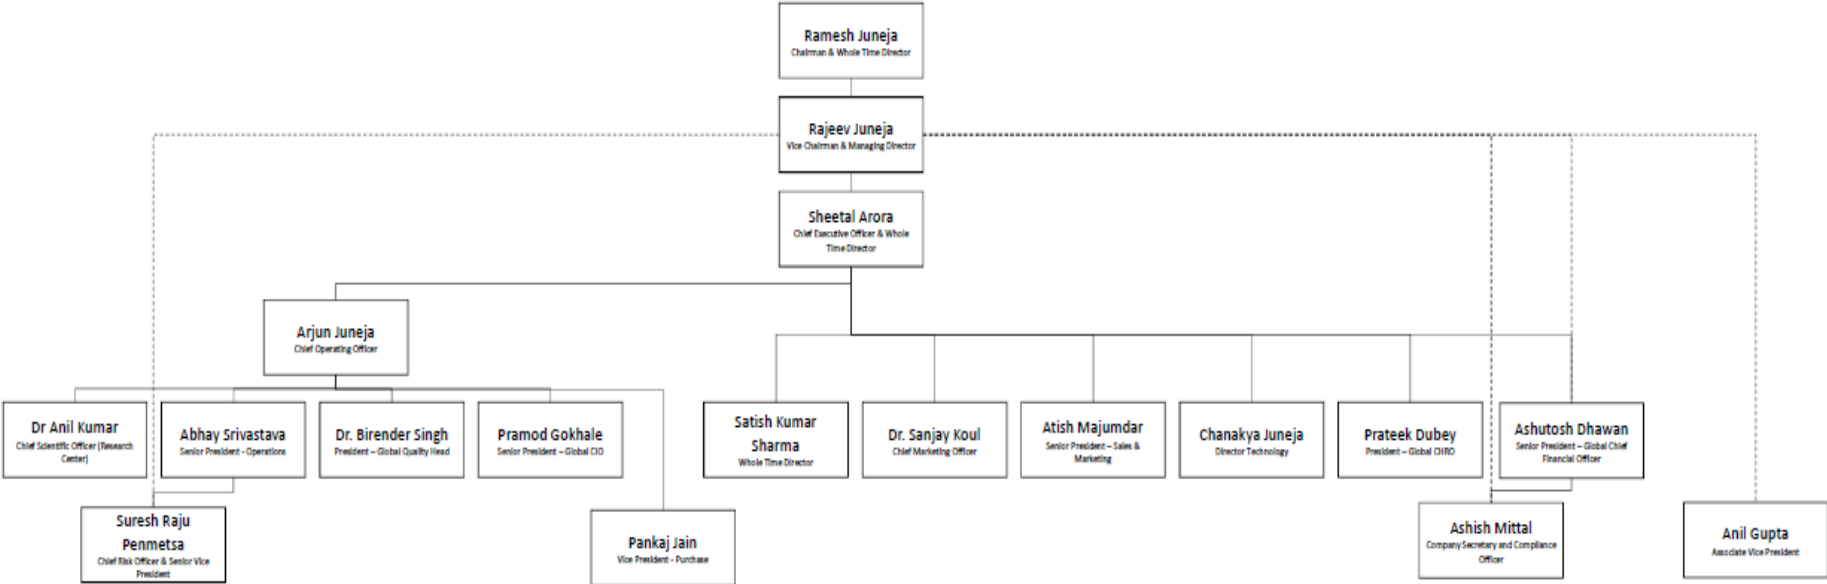 Ramesh Juneja
Chairman & Whole Time Director
Rajeev Juneja
Vice Chairman & Managing Director
Sheetal Arora
Chief Executive Officer & Whole
Time Director
Arjun Juneja
Chief Operating Officer
Dr Anil Kumar
Chief Scientific Officer (Research
Center)
Abhay Srivastava
Senior President - Operations
Dr. Birender Singh
President – Global Quality Head
Pramod Gokhale
Senior President – Global CIO
Satish Kumar
Sharma
Whole Time Director
Dr. Sanjay Koul
Chief Marketing Officer
Atish Majumdar
Senior President – Sales &
Marketing
Chanakya Juneja
Director Technology
Prateek Dubey
President – Global CHRO
Ashutosh Dhawan
Senior President – Global Chief
Financial Officer
Suresh Raju
Penmetsa
Chief Risk Officer & Senior Vice
President
Pankaj Jain
Vice President - Purchase
Ashish Mittal
Company Secretary and Compliance
Officer
Anil Gupta
Associate Vice President